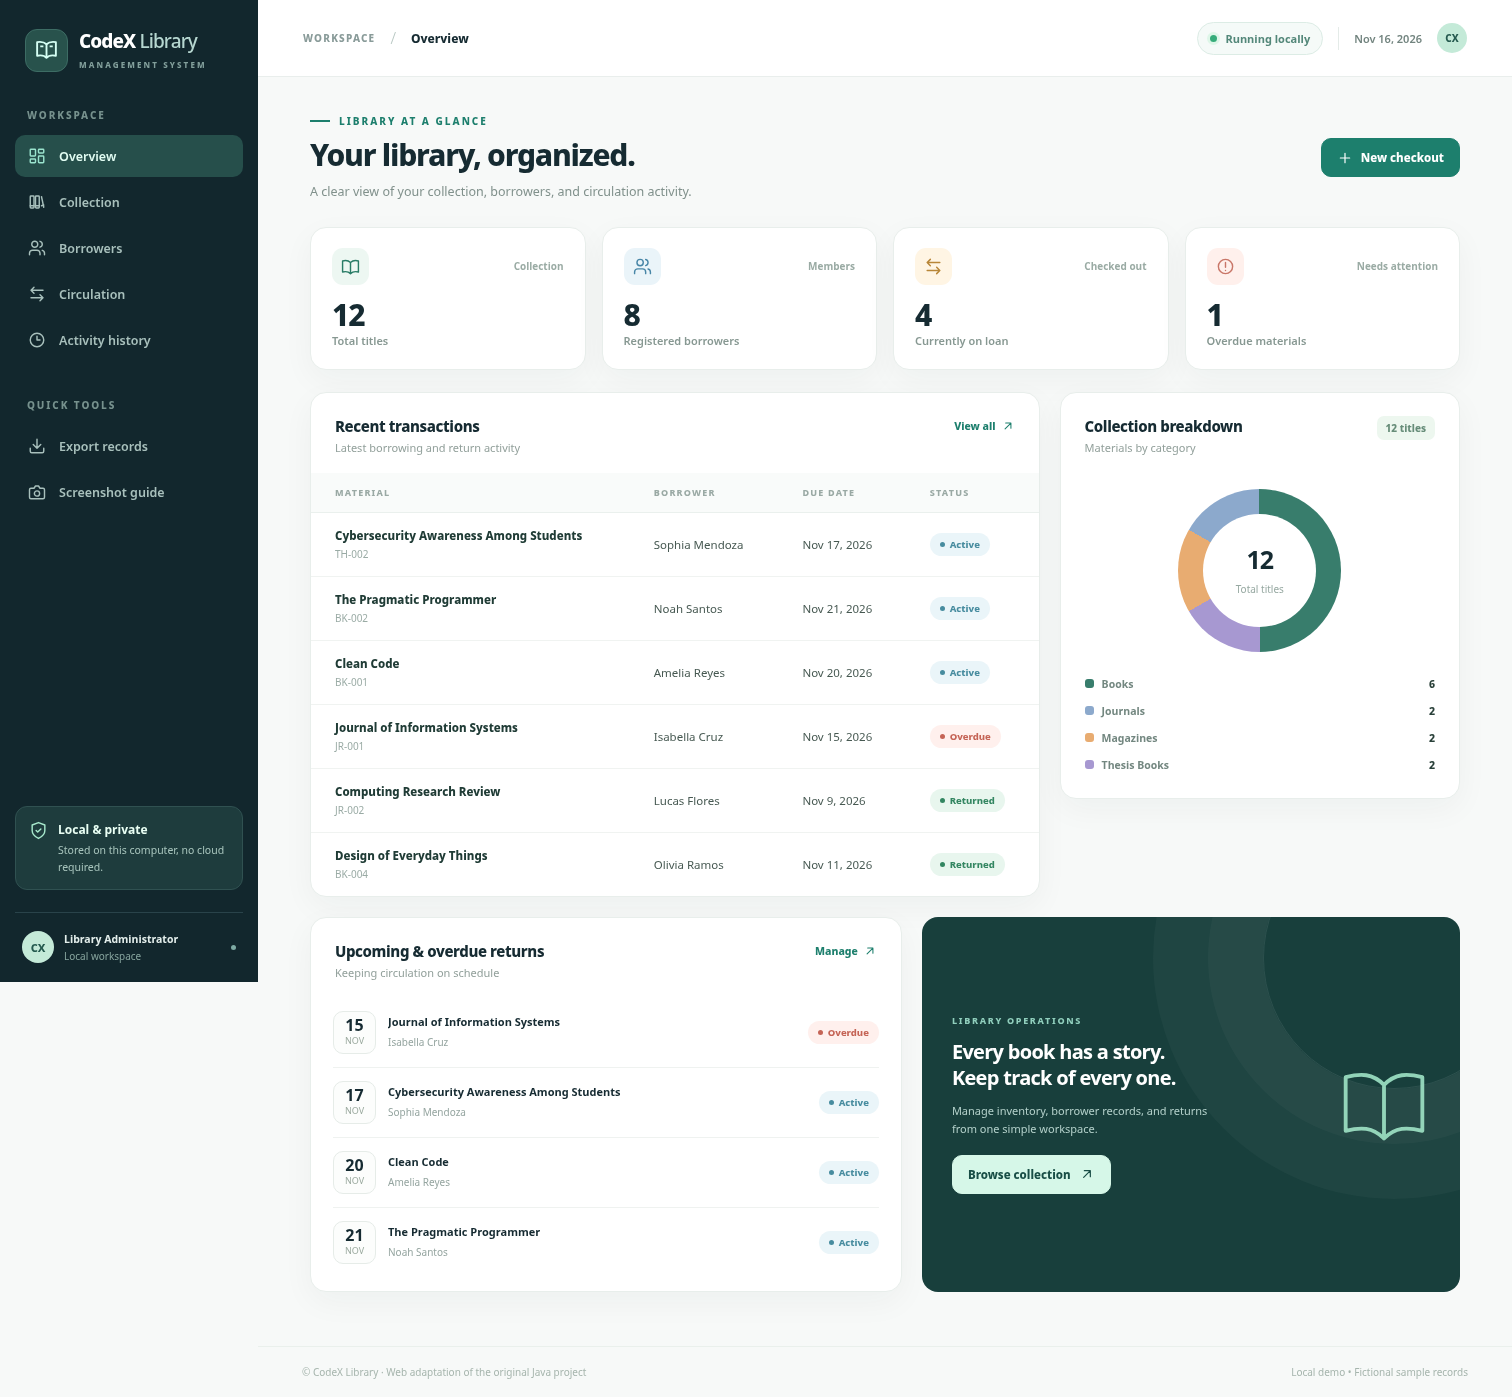 CodeX Library
MANAGEMENT SYSTEM
WORKSPACE
Overview
Collection
Borrowers
Circulation
Activity history
QUICK TOOLS
Export records
Screenshot guide
Local & private
Stored on this computer, no cloud
required.
CX
Library Administrator
Local workspace
WORKSPACE / Overview
Running locally
Nov 16, 2026
CX
LIBRARY AT A GLANCE
Your library, organized.
A clear view of your collection, borrowers, and circulation activity.
New checkout
Collection
12
Total titles
Members
8
Registered borrowers
Checked out
4
Currently on loan
Needs attention
1
Overdue materials
Recent transactions
Latest borrowing and return activity
View all
MATERIAL BORROWER DUE DATE STATUS
Cybersecurity Awareness Among Students
TH-002
Sophia Mendoza Nov 17, 2026 Active
The Pragmatic Programmer
BK-002
Noah Santos Nov 21, 2026 Active
Clean Code
BK-001
Amelia Reyes Nov 20, 2026 Active
Journal of Information Systems
JR-001
Isabella Cruz Nov 15, 2026 Overdue
Computing Research Review
JR-002
Lucas Flores Nov 9, 2026 Returned
Design of Everyday Things
BK-004
Olivia Ramos Nov 11, 2026 Returned
Collection breakdown
Materials by category
12 titles
12
Total titles
Books 6
Journals 2
Magazines 2
Thesis Books 2
Upcoming & overdue returns
Keeping circulation on schedule
Manage
15
NOV
Journal of Information Systems
Isabella Cruz
Overdue
17
NOV
Cybersecurity Awareness Among Students
Sophia Mendoza
Active
20
NOV
Clean Code
Amelia Reyes
Active
21
NOV
The Pragmatic Programmer
Noah Santos
Active
LIBRARY OPERATIONS
Every book has a story.
Keep track of every one.
Manage inventory, borrower records, and returns
from one simple workspace.
Browse collection
© CodeX Library · Web adaptation of the original Java project
Local demo • Fictional sample records